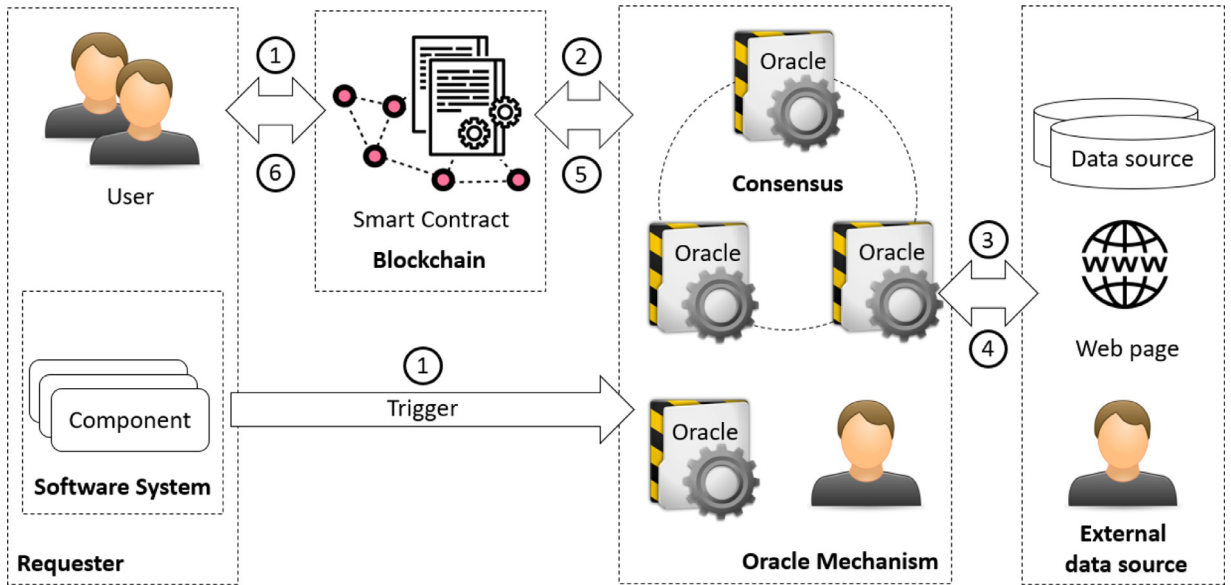 User
1
6
Smart Contract
Blockchain
2
5
Oracle
Consensus
Oracle
Oracle
3
4
Data source
WWW
Web page
Component
Software System
Requester
1
Trigger
Oracle
Oracle Mechanism
External
data source